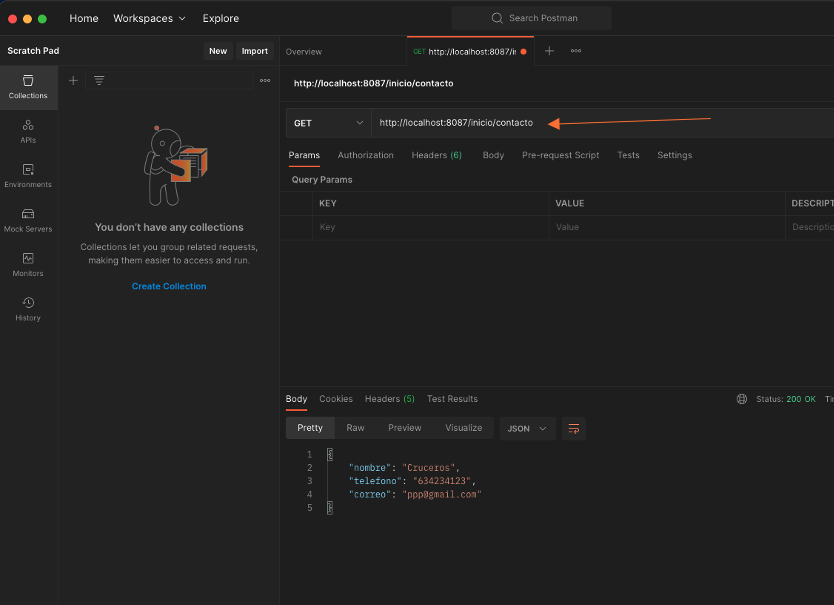 Home Workspaces Explore Search Postman
Scratch Pad New Import Overview GET http://localhost:8087/i
http://localhost:8087/inicio/contacto
Collections
GET http://localhost:8087/inicio/contacto
APIs
Params Authorization Headers (6) Body Pre-request Script Tests Settings
Query Params
Environments
KEY VALUE DESCRIPT
Key Value Descriptio
Mock Servers
You don't have any collections
Collections let you group related requests,
making them easier to access and run.
Monitors
Create Collection
History
Body Cookies Headers (5) Test Results Status: 200 OK Ti
Pretty Raw Preview Visualize JSON
1 {
2 "nombre": "Cruceros",
3 "telefono": "634234123",
4 "correo": "ppp@gmail.com"
5 }